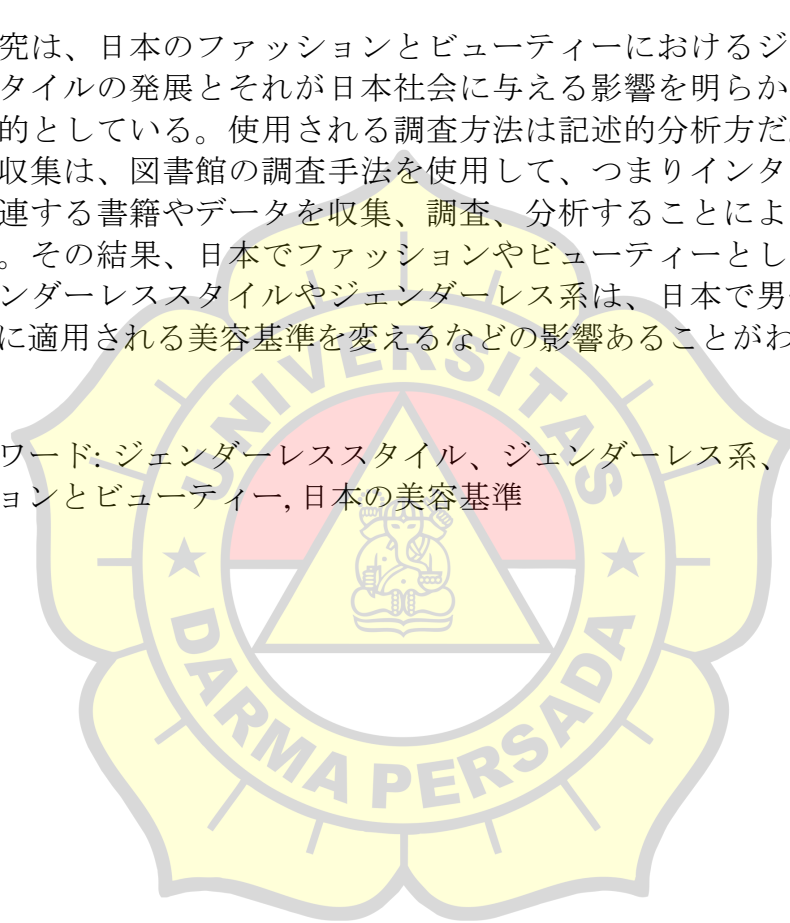 究は、日本のファッションとビューティーにおけるジ
タイルの発展とそれが日本社会に与える影響を明らか
的としている。使用される調査方法は記述的分析方だ
収集は、図書館の調査手法を使用して、つまりインタ
連する書籍やデータを収集、調査、分析することによ
。その結果、日本でファッションやビューティーとし
ンダーレススタイルやジェンダーレス系は、日本で男
に適用される美容基準を変えるなどの影響あることがわ
ワード: ジェンダーレススタイル、ジェンダーレス系、
ョンとビューティー, 日本の美容基準
UNIVERSITAS
DARMA PERSADA